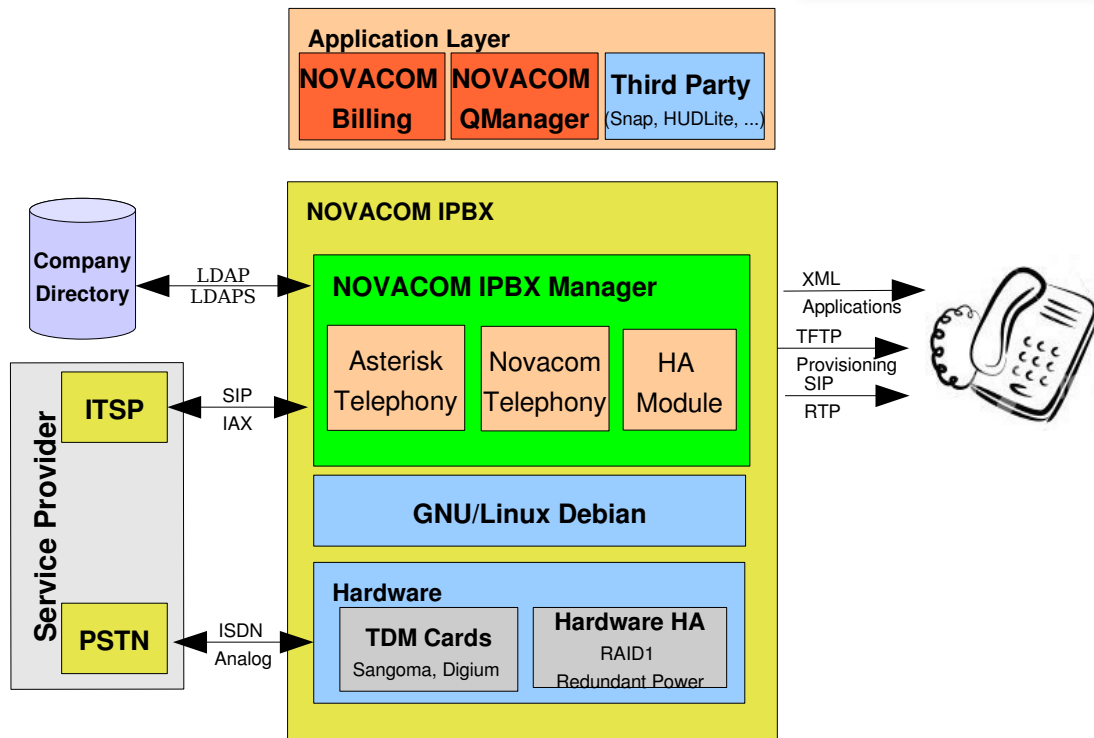 Application Layer
NOVACOM
Billing
NOVACOM
QManager
Third Party
(Snap, HUDLite, ...)
Company
Directory
LDAP
LDAPS
Service Provider
ITSP
SIP
IAX
PSTN
ISDN
Analog
NOVACOM IPBX
NOVACOM IPBX Manager
Asterisk
Telephony
Novacom
Telephony
HA
Module
GNU/Linux Debian
Hardware
TDM Cards
Sangoma, Digium
Hardware HA
RAID1
Redundant Power
XML
Applications
TFTP
Provisioning
SIP
RTP